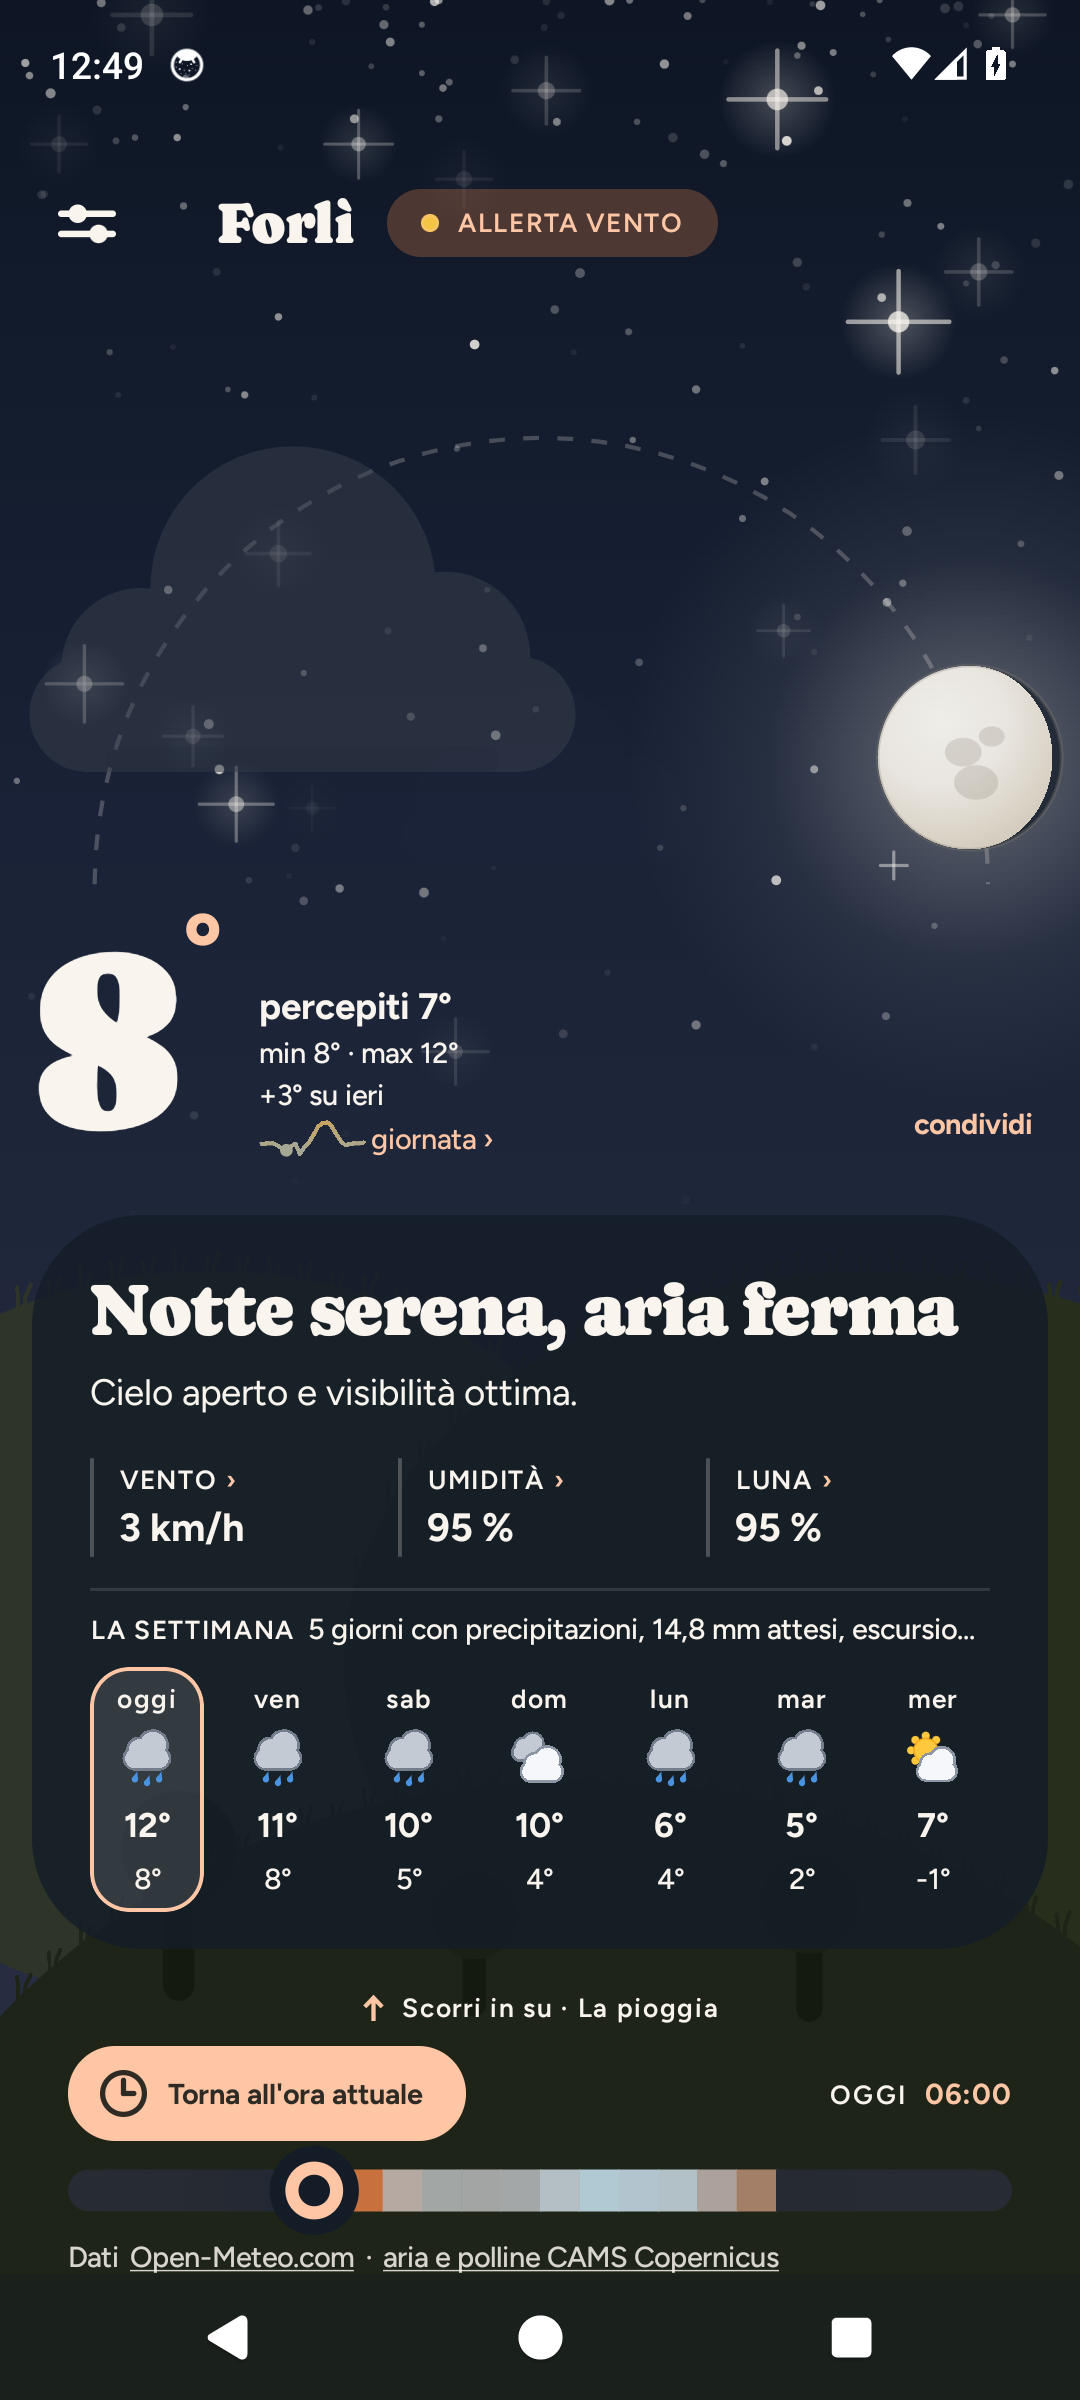 12:49
Forlì
ALLERTA VENTO
8°
percepiti 7°
min 8° · max 12°
+3° su ieri
giornata ›
condividi
Notte serena, aria ferma
Cielo aperto e visibilità ottima.
VENTO › UMIDITÀ › LUNA ›
3 km/h 95 % 95 %
LA SETTIMANA 5 giorni con precipitazioni, 14,8 mm attesi, escursio...
oggi ven sab dom lun mar mer
12° 11° 10° 10° 6° 5° 7°
8° 8° 5° 4° 4° 2° -1°
↑ Scorri in su · La pioggia
Torna all'ora attuale
OGGI 06:00
Dati Open-Meteo.com · aria e polline CAMS Copernicus